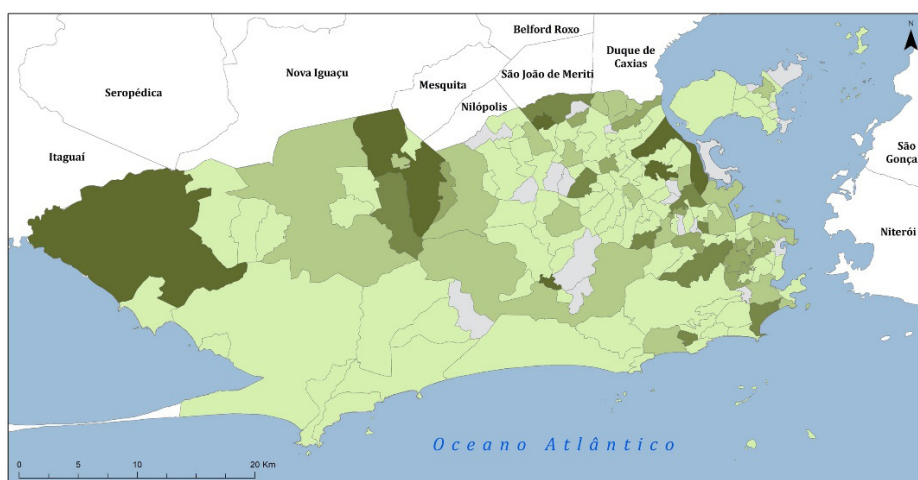 N
Belford Roxo
Duque de
Caxias
Nova Iguaçu
São João de Meriti
Mesquita
Seropédica
Nilópolis
Itaguaí
São
Gonça
Niterói
Oceano Atlântico
0 5 10 20 Km